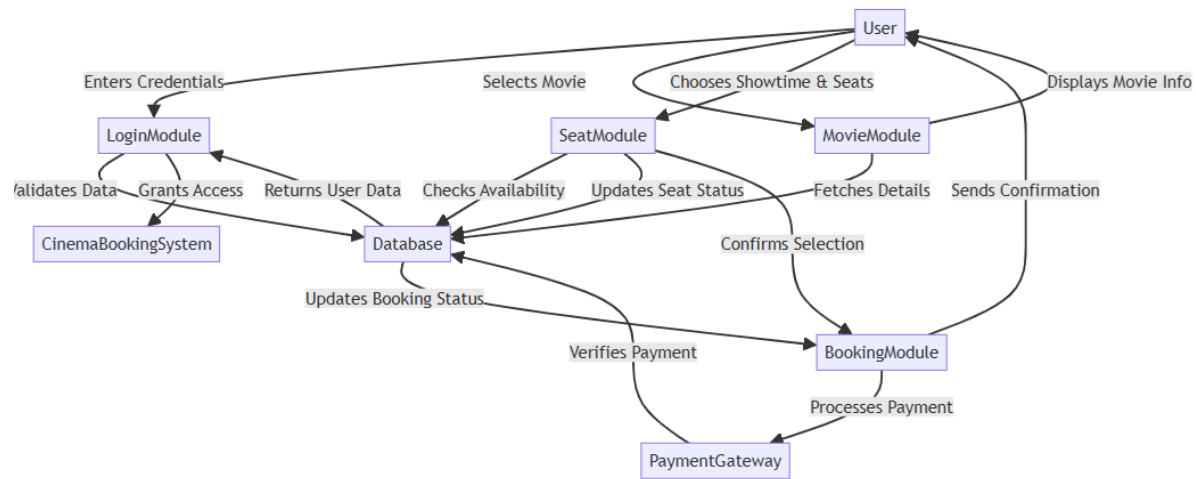 User
Enters Credentials
Selects Movie
Chooses Showtime & Seats
Displays Movie Info
LoginModule
SeatModule
MovieModule
Validates Data
Grants Access
Returns User Data
Checks Availability
Updates Seat Status
Fetches Details
Sends Confirmation
CinemaBookingSystem
Database
Confirms Selection
Updates Booking Status
Verifies Payment
BookingModule
Processes Payment
PaymentGateway